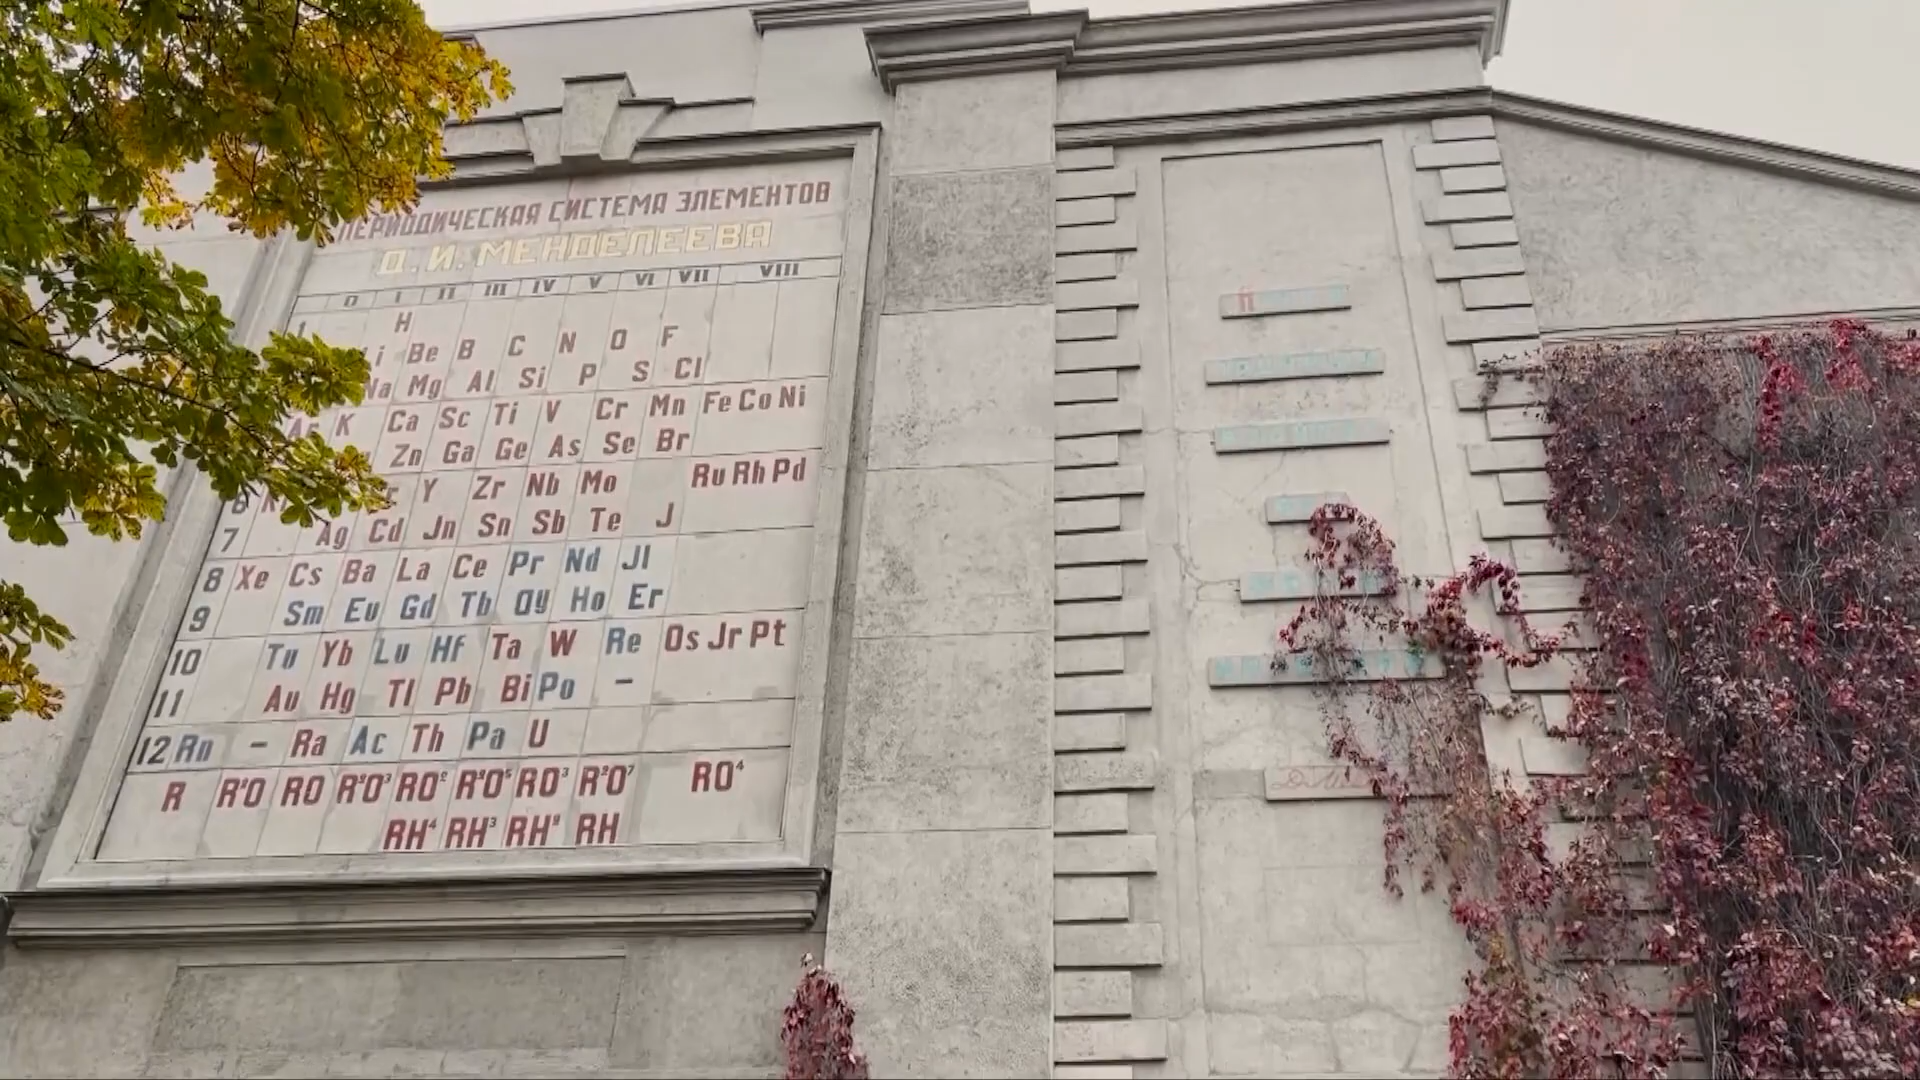 ПЕРИОДИЧЕСКАЯ СИСТЕМА ЭЛЕМЕНТОВ
Д. И. МЕНДЕЛЕЕВА
0 I II III IV V VI VII VIII
1 H
Li Be B C N O F
Na Mg Al Si P S Cl
Ar K Ca Sc Ti V Cr Mn Fe Co Ni
Zn Ga Ge As Se Br
6 Y Zr Nb Mo Ru Rh Pd
7 Ag Cd Jn Sn Sb Te J
8 Xe Cs Ba La Ce Pr Nd Jl
9 Sm Eu Gd Tb Dy Ho Er
10 Tu Yb Lu Hf Ta W Re Os Jr Pt
11 Au Hg Tl Pb Bi Po –
12 Rn – Ra Ac Th Pa U
R R²O RO R²O³ RO² R²O⁵ RO³ R²O⁷ RO⁴
RH⁴ RH³ RH² RH